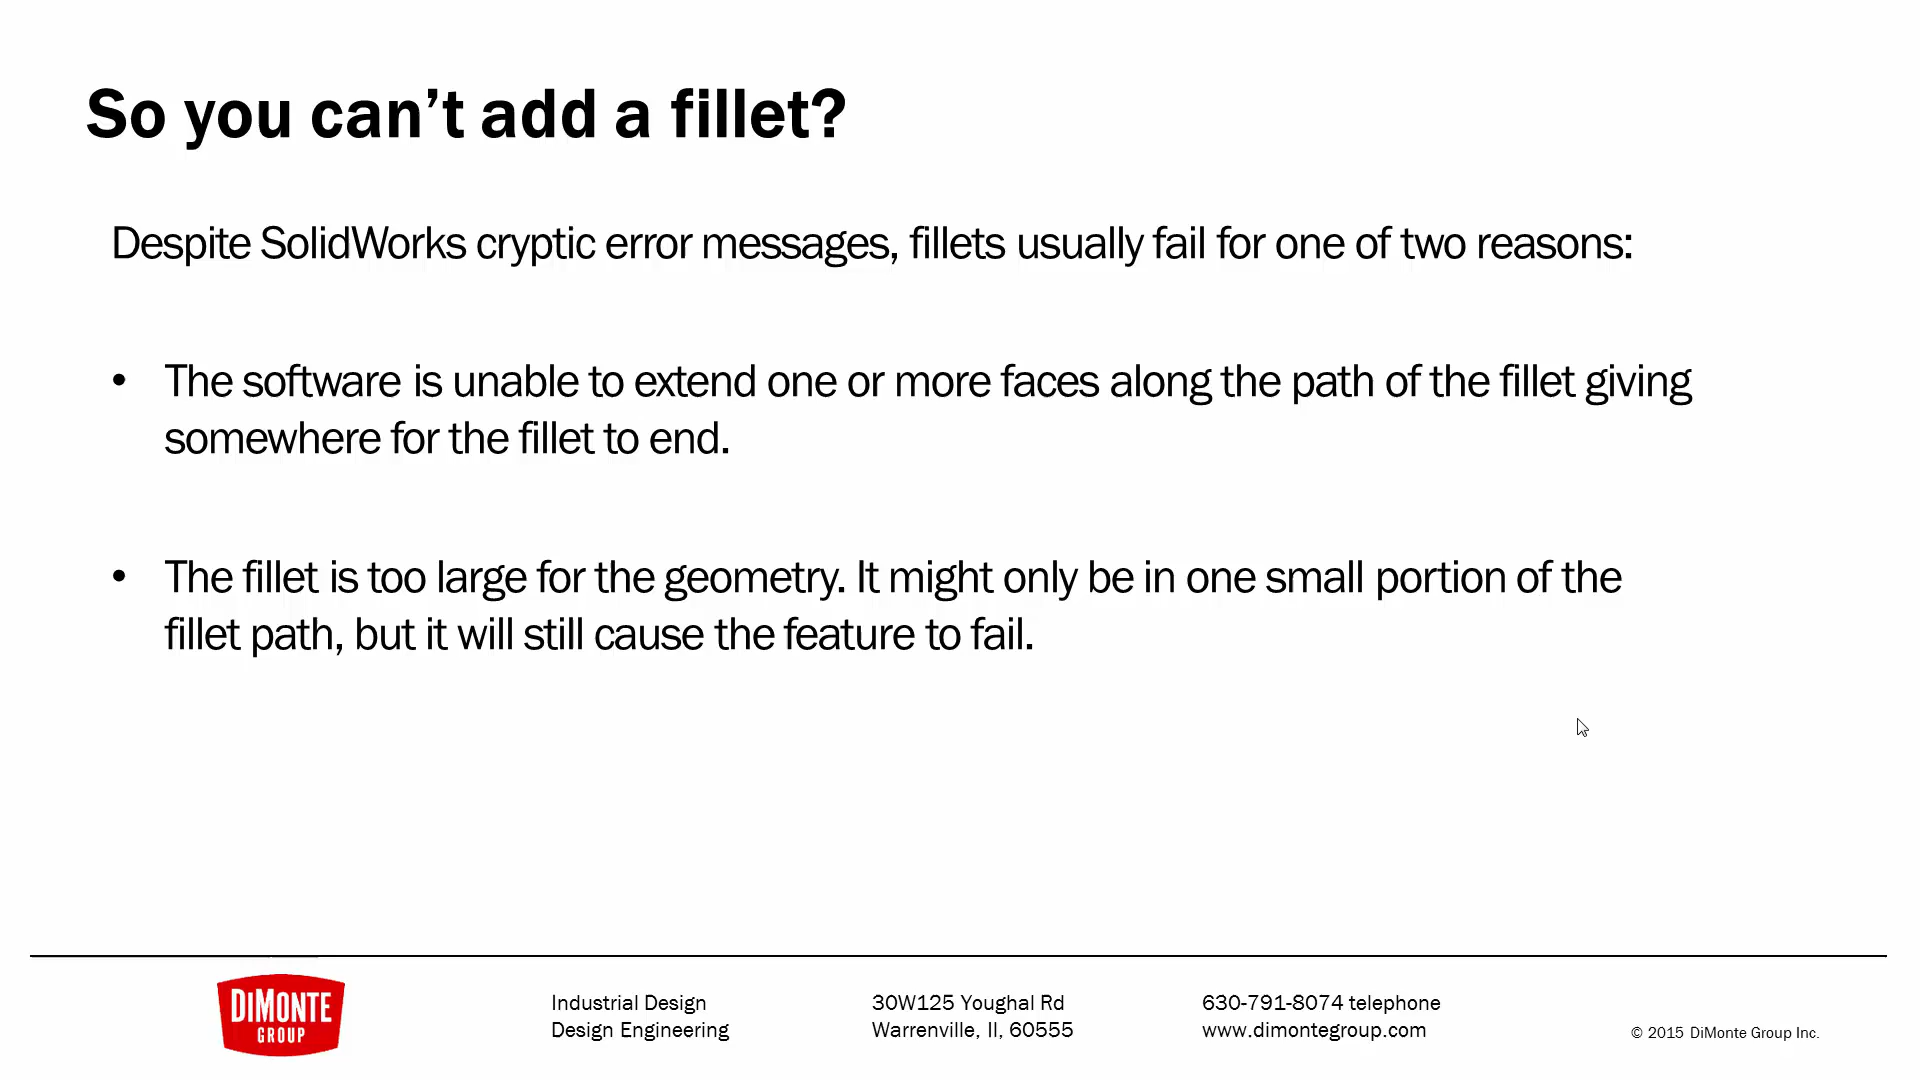 So you can’t add a fillet?
Despite SolidWorks cryptic error messages, fillets usually fail for one of two reasons:
• The software is unable to extend one or more faces along the path of the fillet giving
somewhere for the fillet to end.
• The fillet is too large for the geometry. It might only be in one small portion of the
fillet path, but it will still cause the feature to fail.
DIMONTE
GROUP
Industrial Design
Design Engineering
30W125 Youghal Rd
Warrenville, Il, 60555
630-791-8074 telephone
www.dimontegroup.com
© 2015 DiMonte Group Inc.